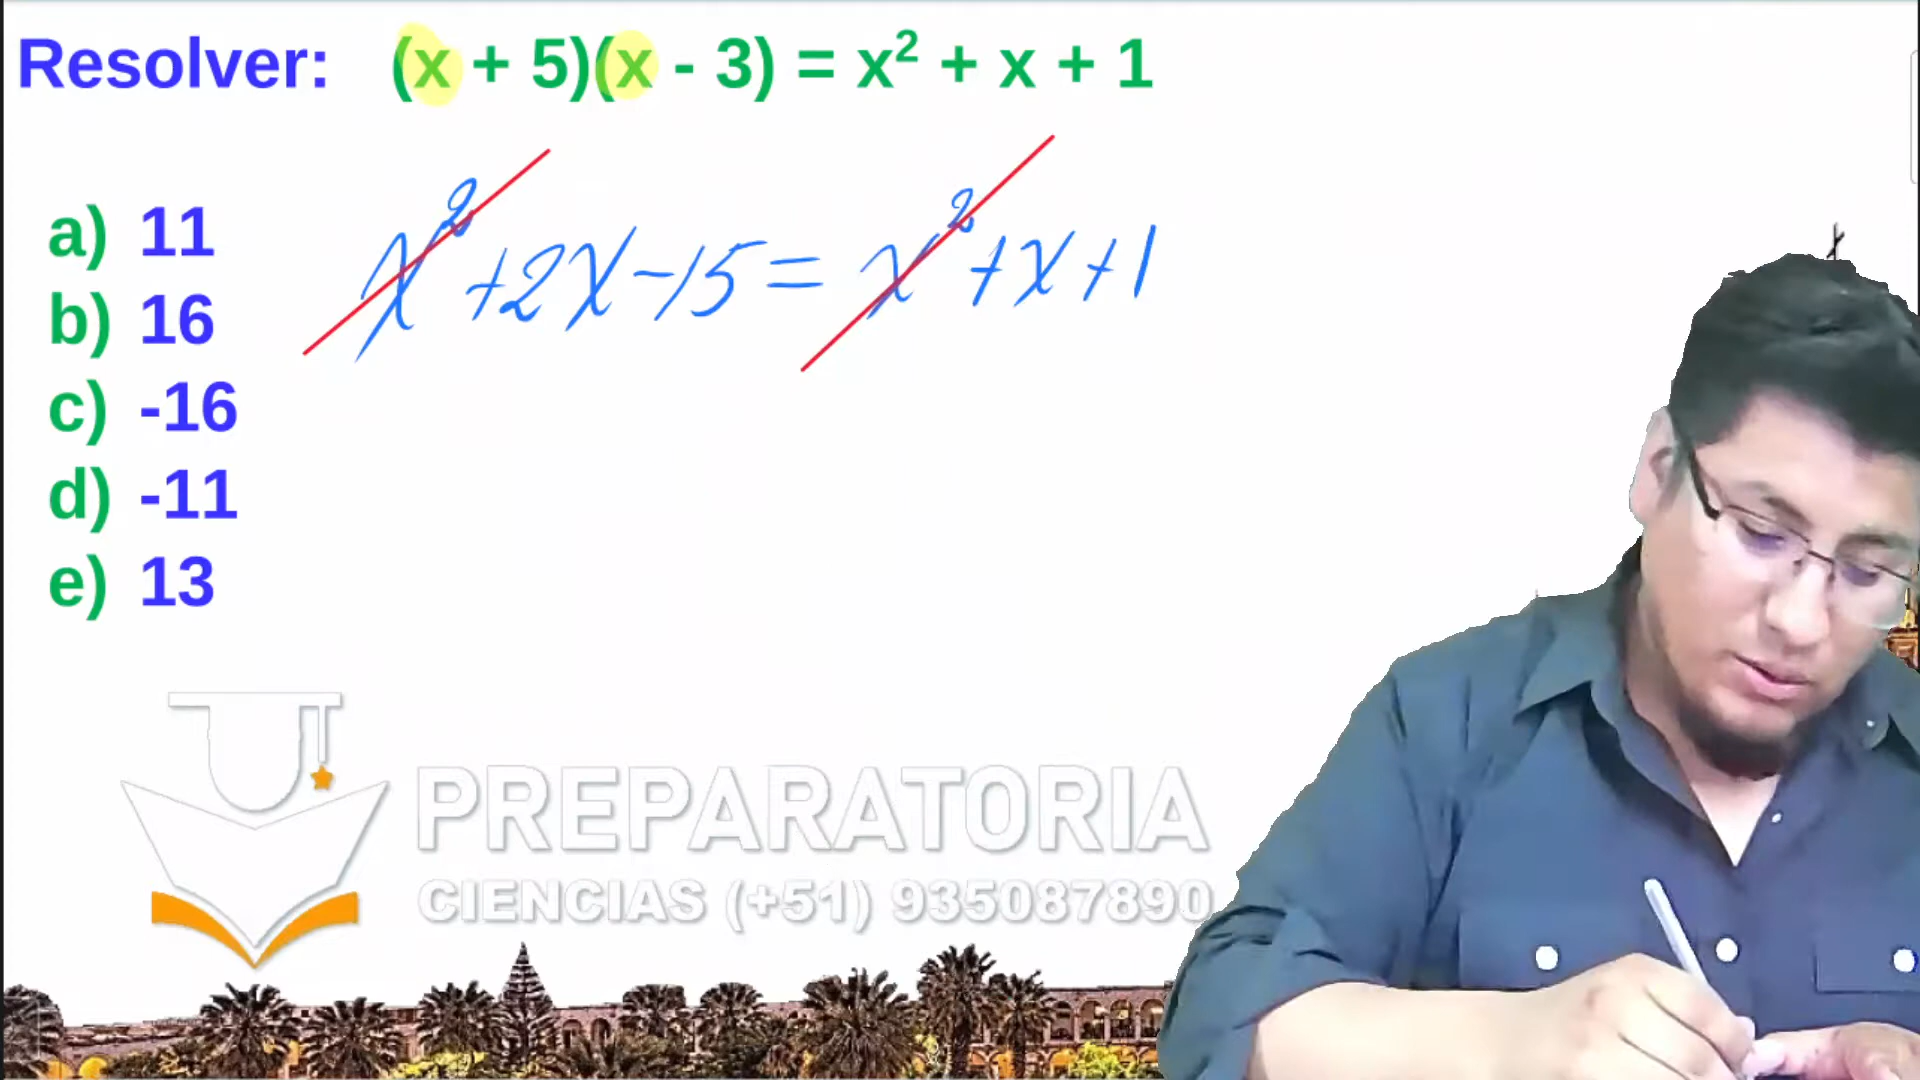 Resolver: (x + 5)(x - 3) = x² + x + 1
x² + 2x - 15 = x² + x + 1
a) 11
b) 16
c) -16
d) -11
e) 13
PREPARATORIA
CIENCIAS (+51) 935087890